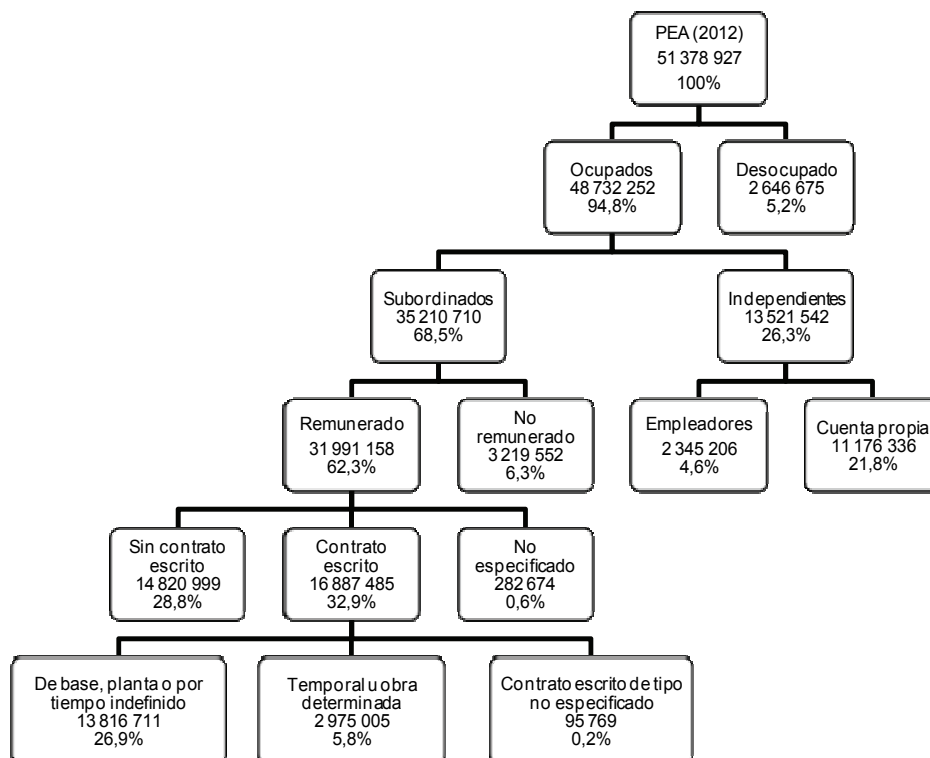 PEA (2012)
51 378 927
100%
Ocupados
48 732 252
94,8%
Desocupado
2 646 675
5,2%
Subordinados
35 210 710
68,5%
Independientes
13 521 542
26,3%
Remunerado
31 991 158
62,3%
No
remunerado
3 219 552
6,3%
Empleadores
2 345 206
4,6%
Cuenta propia
11 176 336
21,8%
Sin contrato
escrito
14 820 999
28,8%
Contrato
escrito
16 887 485
32,9%
No
especificado
282 674
0,6%
De base, planta o por
tiempo indefinido
13 816 711
26,9%
Temporal u obra
determinada
2 975 005
5,8%
Contrato escrito de tipo
no especificado
95 769
0,2%